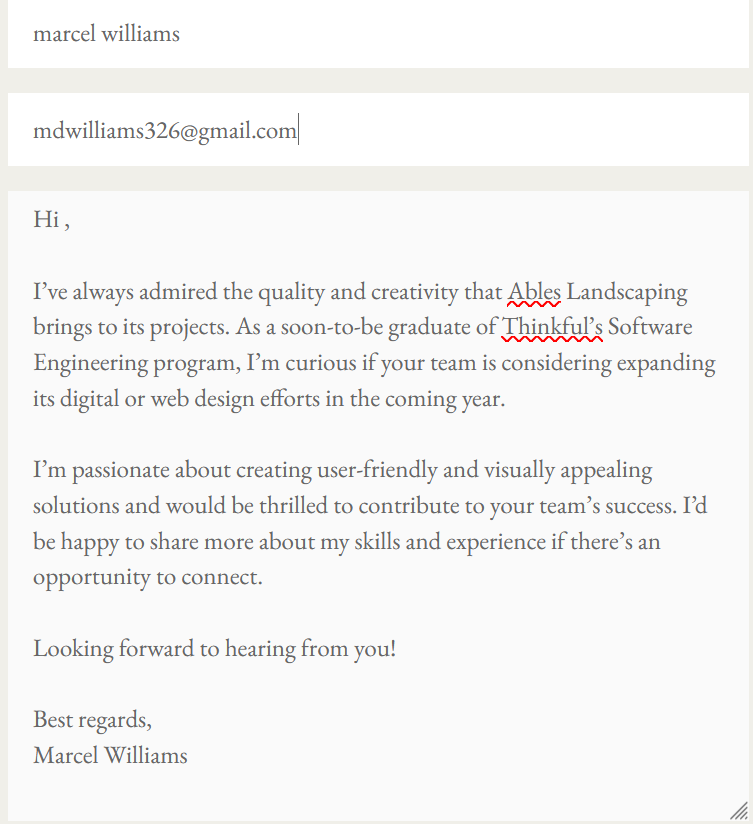 marcel williams
mdwilliams326@gmail.com
Hi ,
I’ve always admired the quality and creativity that Ables Landscaping
brings to its projects. As a soon-to-be graduate of Thinkful’s Software
Engineering program, I’m curious if your team is considering expanding
its digital or web design efforts in the coming year.
I’m passionate about creating user-friendly and visually appealing
solutions and would be thrilled to contribute to your team’s success. I’d
be happy to share more about my skills and experience if there’s an
opportunity to connect.
Looking forward to hearing from you!
Best regards,
Marcel Williams